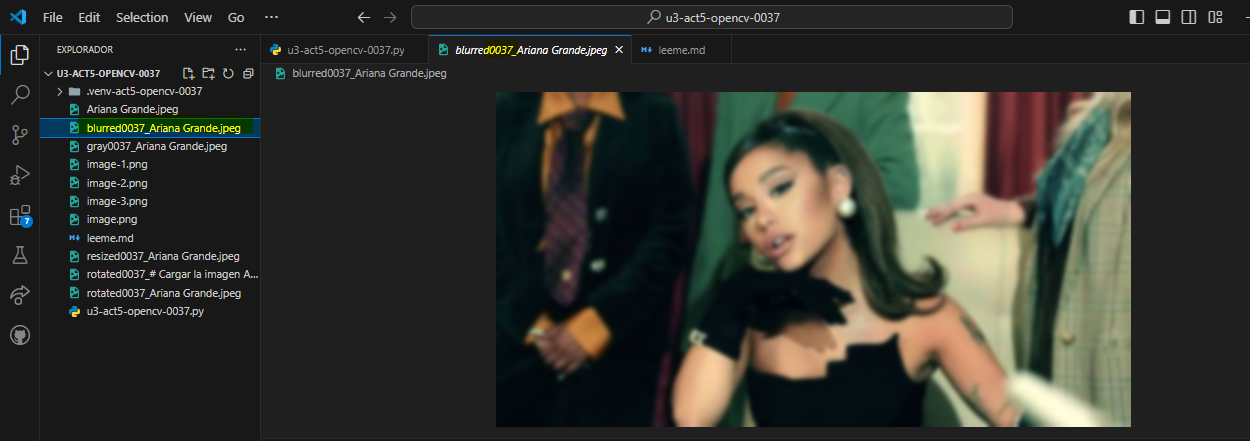 File Edit Selection View Go ··· u3-act5-opencv-0037
EXPLORADOR ···
U3-ACT5-OPENCV-0037
.venv-act5-opencv-0037
Ariana Grande.jpeg
blurred0037_Ariana Grande.jpeg
gray0037_Ariana Grande.jpeg
image-1.png
image-2.png
image-3.png
image.png
leeme.md
resized0037_Ariana Grande.jpeg
rotated0037_# Cargar la imagen A...
rotated0037_Ariana Grande.jpeg
u3-act5-opencv-0037.py
7
u3-act5-opencv-0037.py blurred0037_Ariana Grande.jpeg leeme.md
blurred0037_Ariana Grande.jpeg